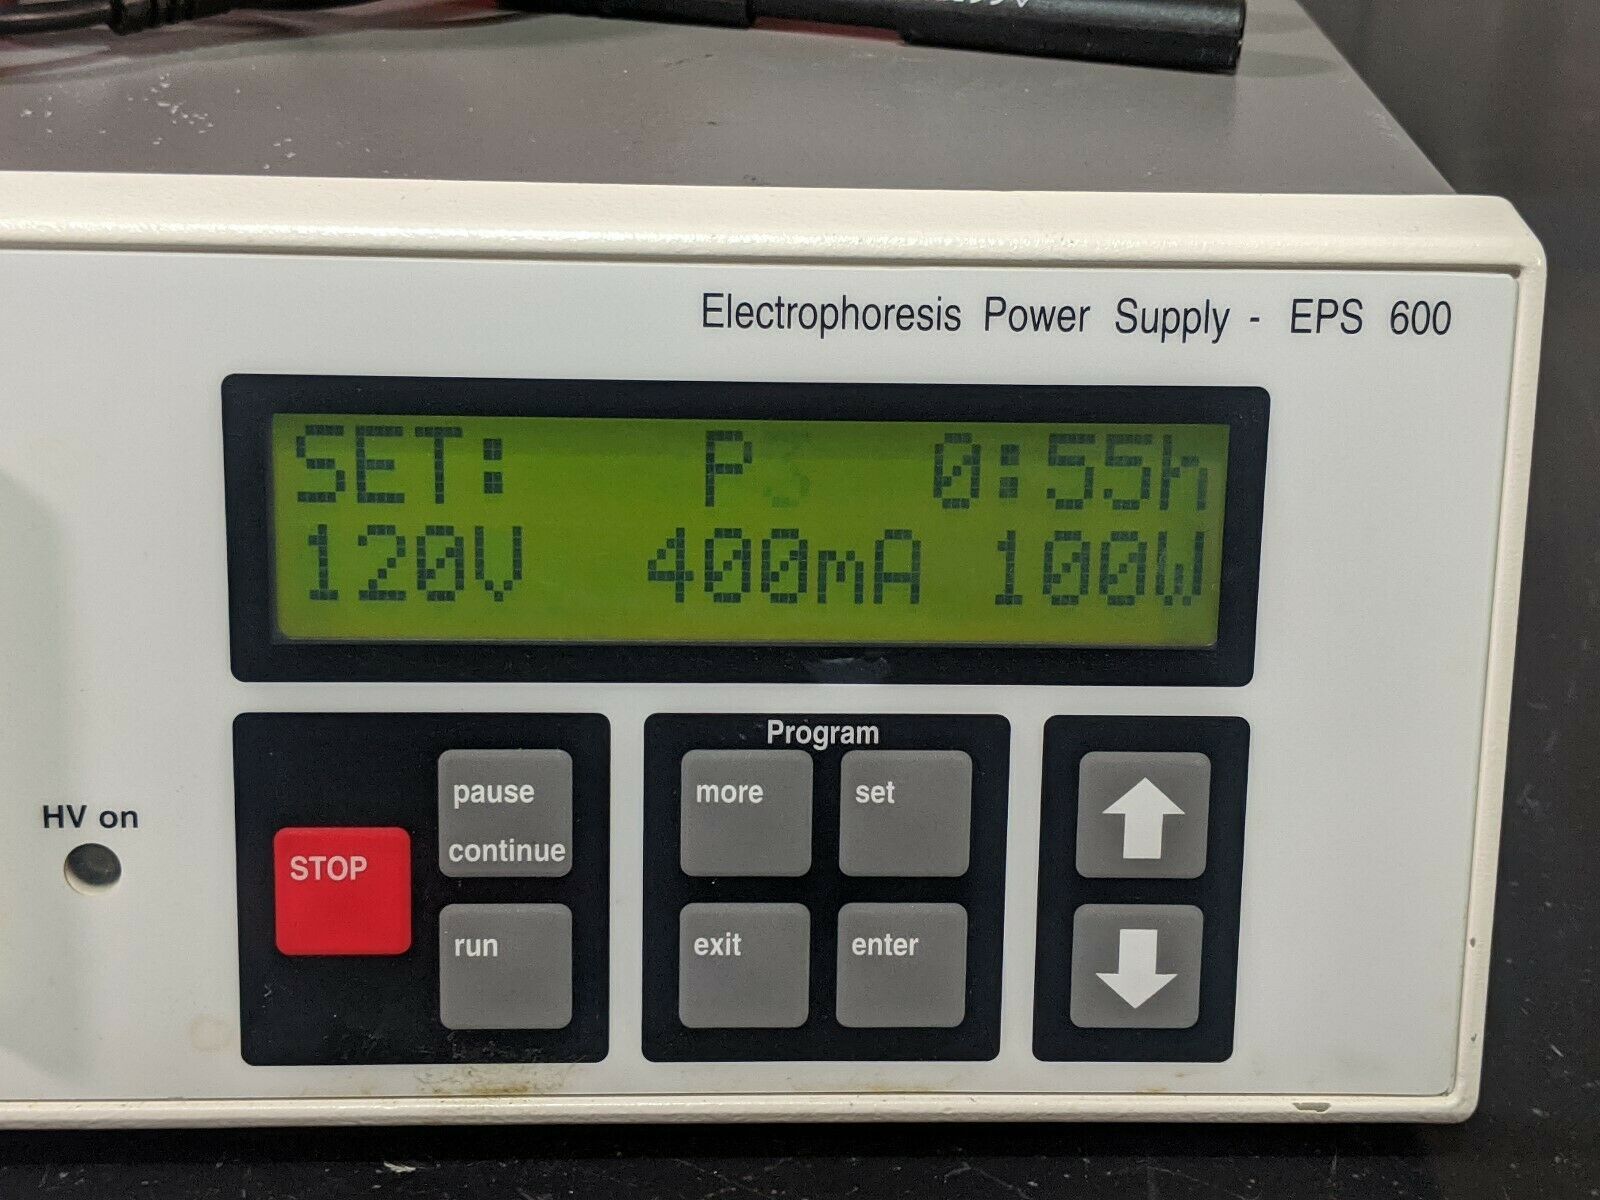 Electrophoresis Power Supply - EPS 600
SET: P3 0:55h
120V 400mA 100W
HV on
STOP
pause
continue
run
Program
more
set
exit
enter